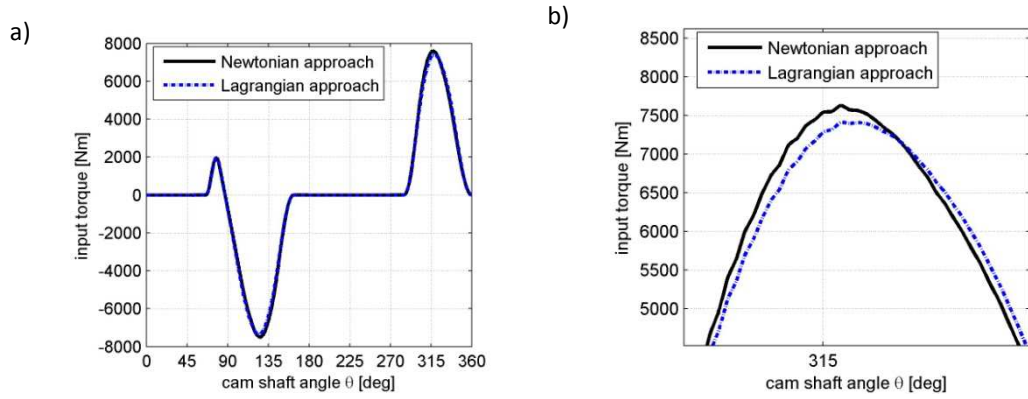 a)
input torque [Nm]
8000
6000
4000
2000
0
-2000
-4000
-6000
-8000
Newtonian approach
Lagrangian approach
0 45 90 135 180 225 270 315 360
cam shaft angle θ [deg]
b)
input torque [Nm]
8500
8000
7500
7000
6500
6000
5500
5000
Newtonian approach
Lagrangian approach
315
cam shaft angle θ [deg]